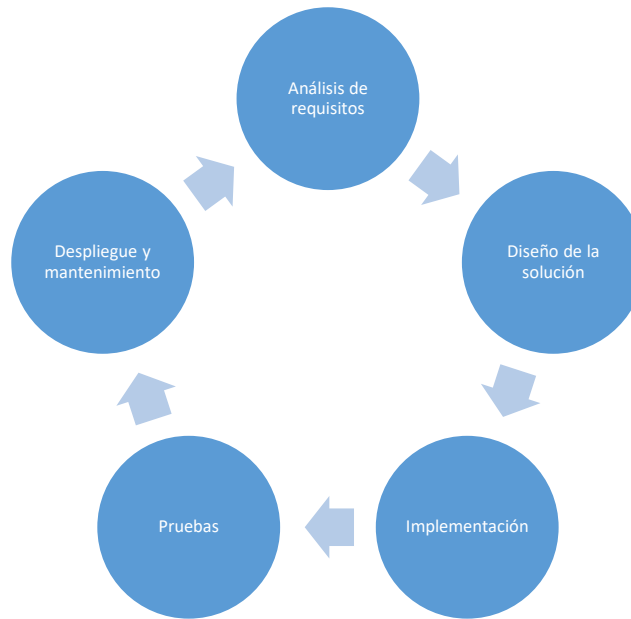 Análisis de
requisitos
Diseño de la
solución
Implementación
Pruebas
Despliegue y
mantenimiento